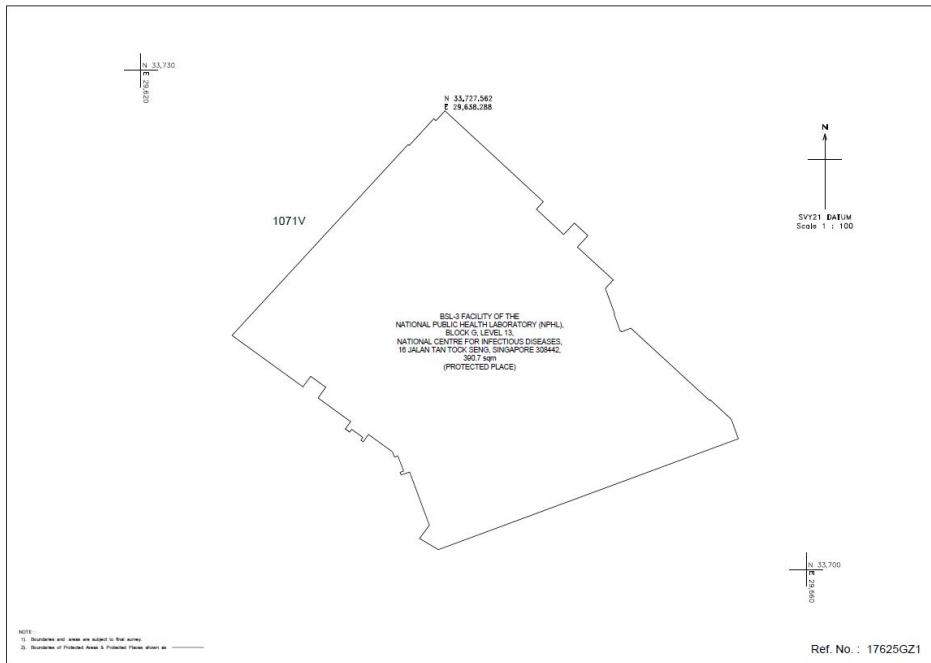 N 33,730
E 29,620
N 33,727.562
E 29,638.288
N
SVY21 DATUM
Scale 1 : 100
1071V
BSL-3 FACILITY OF THE
NATIONAL PUBLIC HEALTH LABORATORY (NPHL),
BLOCK G, LEVEL 13,
NATIONAL CENTRE FOR INFECTIOUS DISEASES,
16 JALAN TAN TOCK SENG, SINGAPORE 308442,
390.7 sqm
(PROTECTED PLACE)
N 33,700
E 29,660
NOTE :
1). Boundaries and areas are subject to final survey.
2). Boundaries of Protected Areas & Protected Places shown as
Ref. No. : 17625GZ1